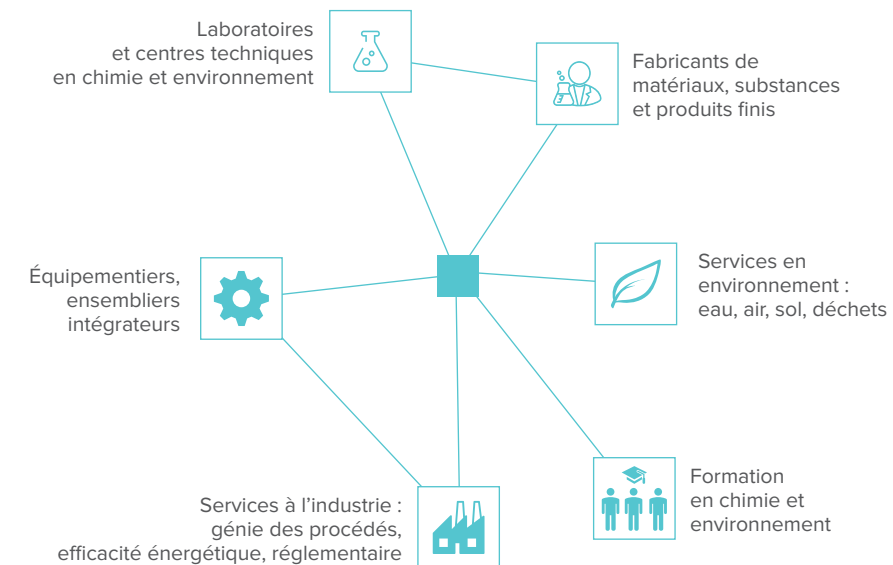 Laboratoires
et centres techniques
en chimie et environnement
Fabricants de
matériaux, substances
et produits finis
Équipementiers,
ensembliers
intégrateurs
Services en
environnement :
eau, air, sol, déchets
Services à l’industrie :
génie des procédés,
efficacité énergétique, réglementaire
Formation
en chimie et
environnement